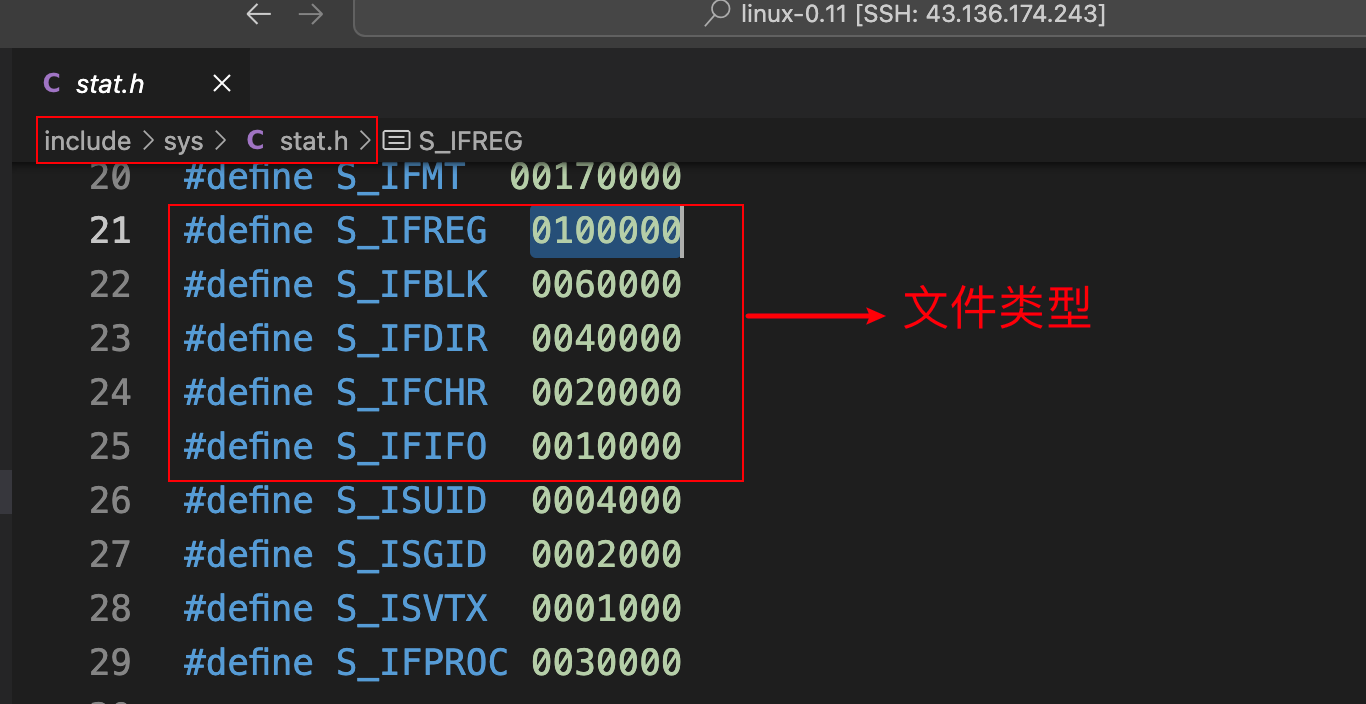 linux-0.11 [SSH: 43.136.174.243]
C stat.h
include > sys > C stat.h > S_IFREG
20 #define S_IFMT 00170000
21 #define S_IFREG 0100000
22 #define S_IFBLK 0060000
23 #define S_IFDIR 0040000
24 #define S_IFCHR 0020000
25 #define S_IFIFO 0010000
文件类型
26 #define S_ISUID 0004000
27 #define S_ISGID 0002000
28 #define S_ISVTX 0001000
29 #define S_IFPROC 0030000